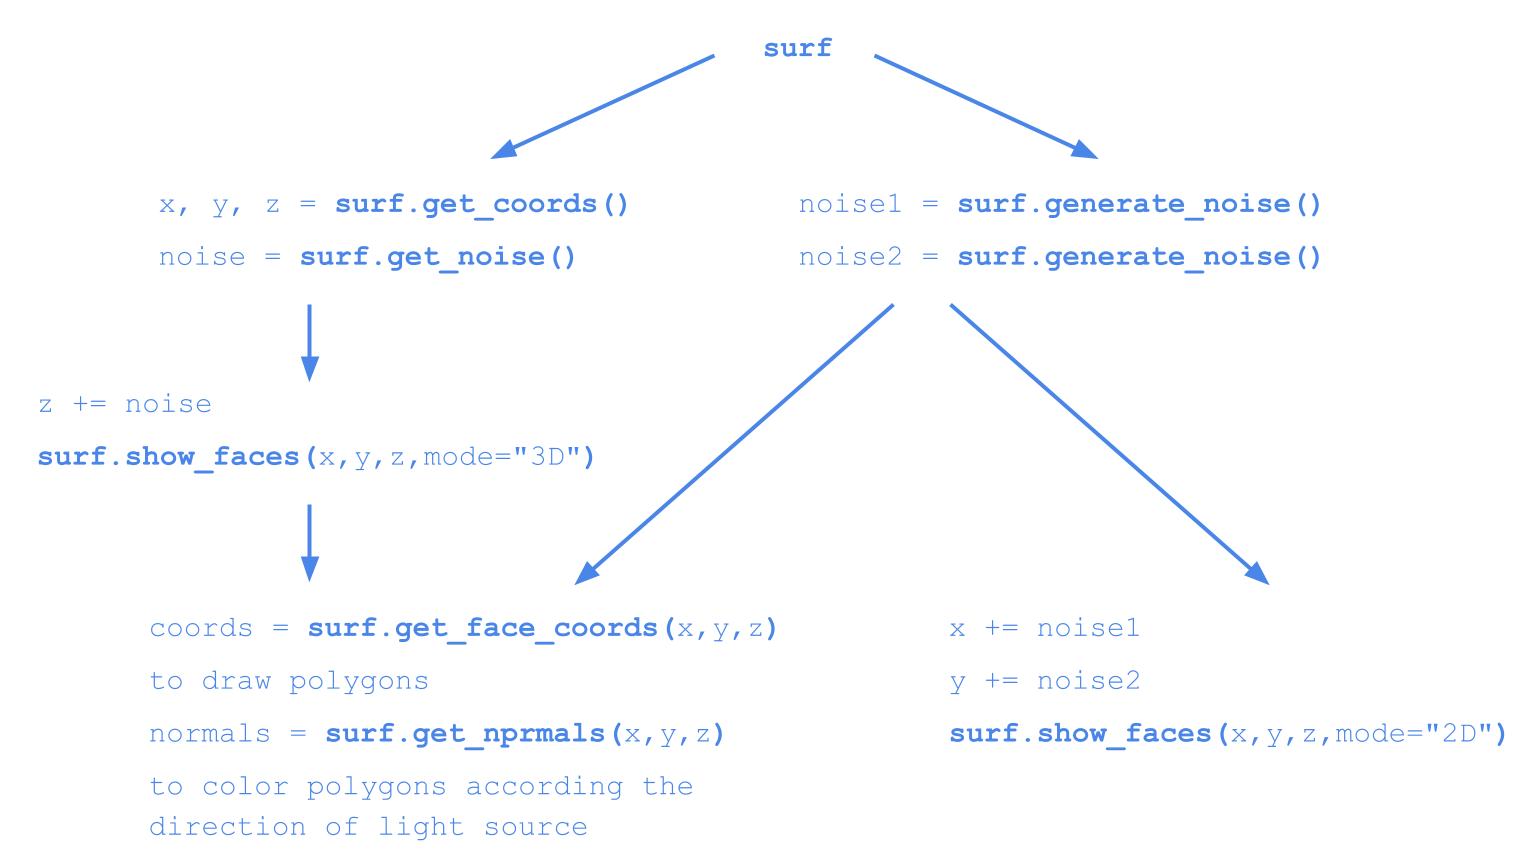 surf
x, y, z = surf.get_coords()
noise = surf.get_noise()
noise1 = surf.generate_noise()
noise2 = surf.generate_noise()
z += noise
surf.show_faces(x,y,z,mode="3D")
coords = surf.get_face_coords(x,y,z)
to draw polygons
normals = surf.get_nprmals(x,y,z)
to color polygons according the
direction of light source
x += noise1
y += noise2
surf.show_faces(x,y,z,mode="2D")